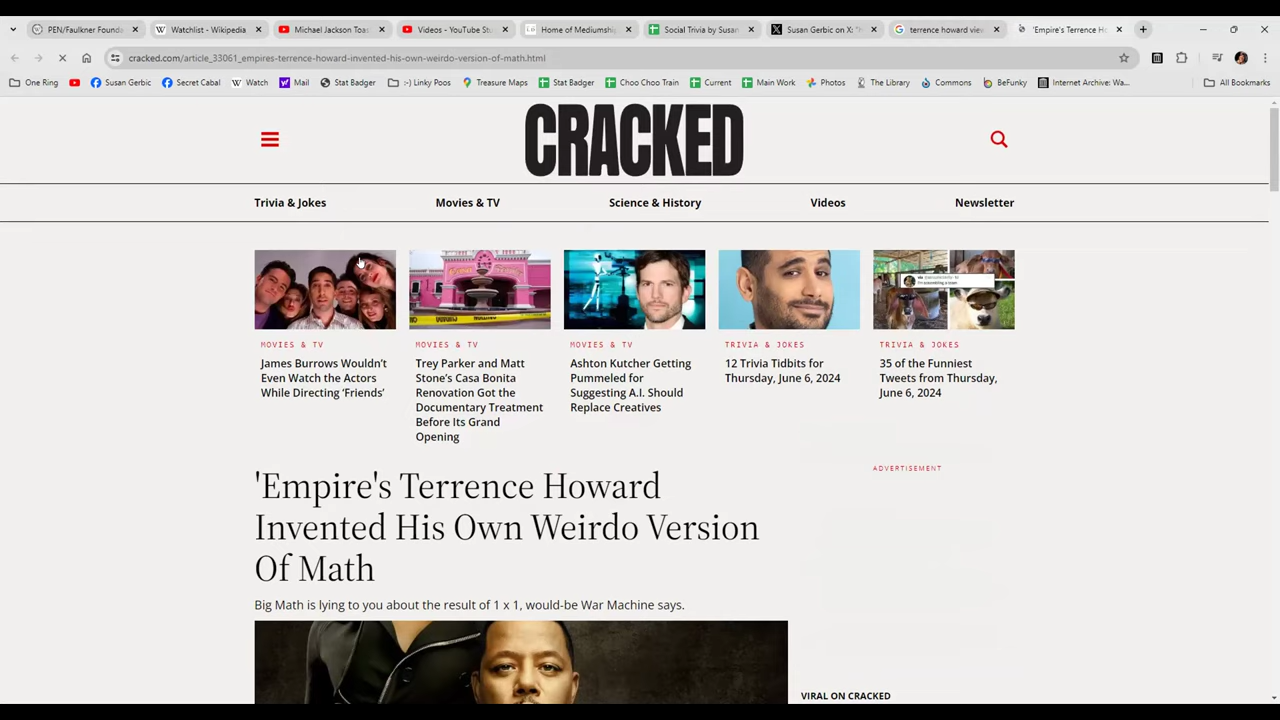 PEN/Faulkner Founda
Watchlist - Wikipedia
Michael Jackson Toas
Videos - YouTube Stu
Home of Mediumship
Social Trivia by Susan
Susan Gerbic on X: "
terrence howard view
'Empire's Terrence Ho
cracked.com/article_33061_empires-terrence-howard-invented-his-own-weirdo-version-of-math.html
One Ring
Susan Gerbic
Secret Cabal
Watch
Mail
Stat Badger
:-) Linky Poos
Treasure Maps
Stat Badger
Choo Choo Train
Current
Main Work
Photos
The Library
Commons
BeFunky
Internet Archive: Wa...
All Bookmarks
CRACKED
Trivia & Jokes
Movies & TV
Science & History
Videos
Newsletter
MOVIES & TV
James Burrows Wouldn't
Even Watch the Actors
While Directing 'Friends'
MOVIES & TV
Trey Parker and Matt
Stone's Casa Bonita
Renovation Got the
Documentary Treatment
Before Its Grand
Opening
MOVIES & TV
Ashton Kutcher Getting
Pummeled for
Suggesting A.I. Should
Replace Creatives
TRIVIA & JOKES
12 Trivia Tidbits for
Thursday, June 6, 2024
TRIVIA & JOKES
35 of the Funniest
Tweets from Thursday,
June 6, 2024
ADVERTISEMENT
'Empire's Terrence Howard
Invented His Own Weirdo Version
Of Math
Big Math is lying to you about the result of 1 x 1, would-be War Machine says.
VIRAL ON CRACKED